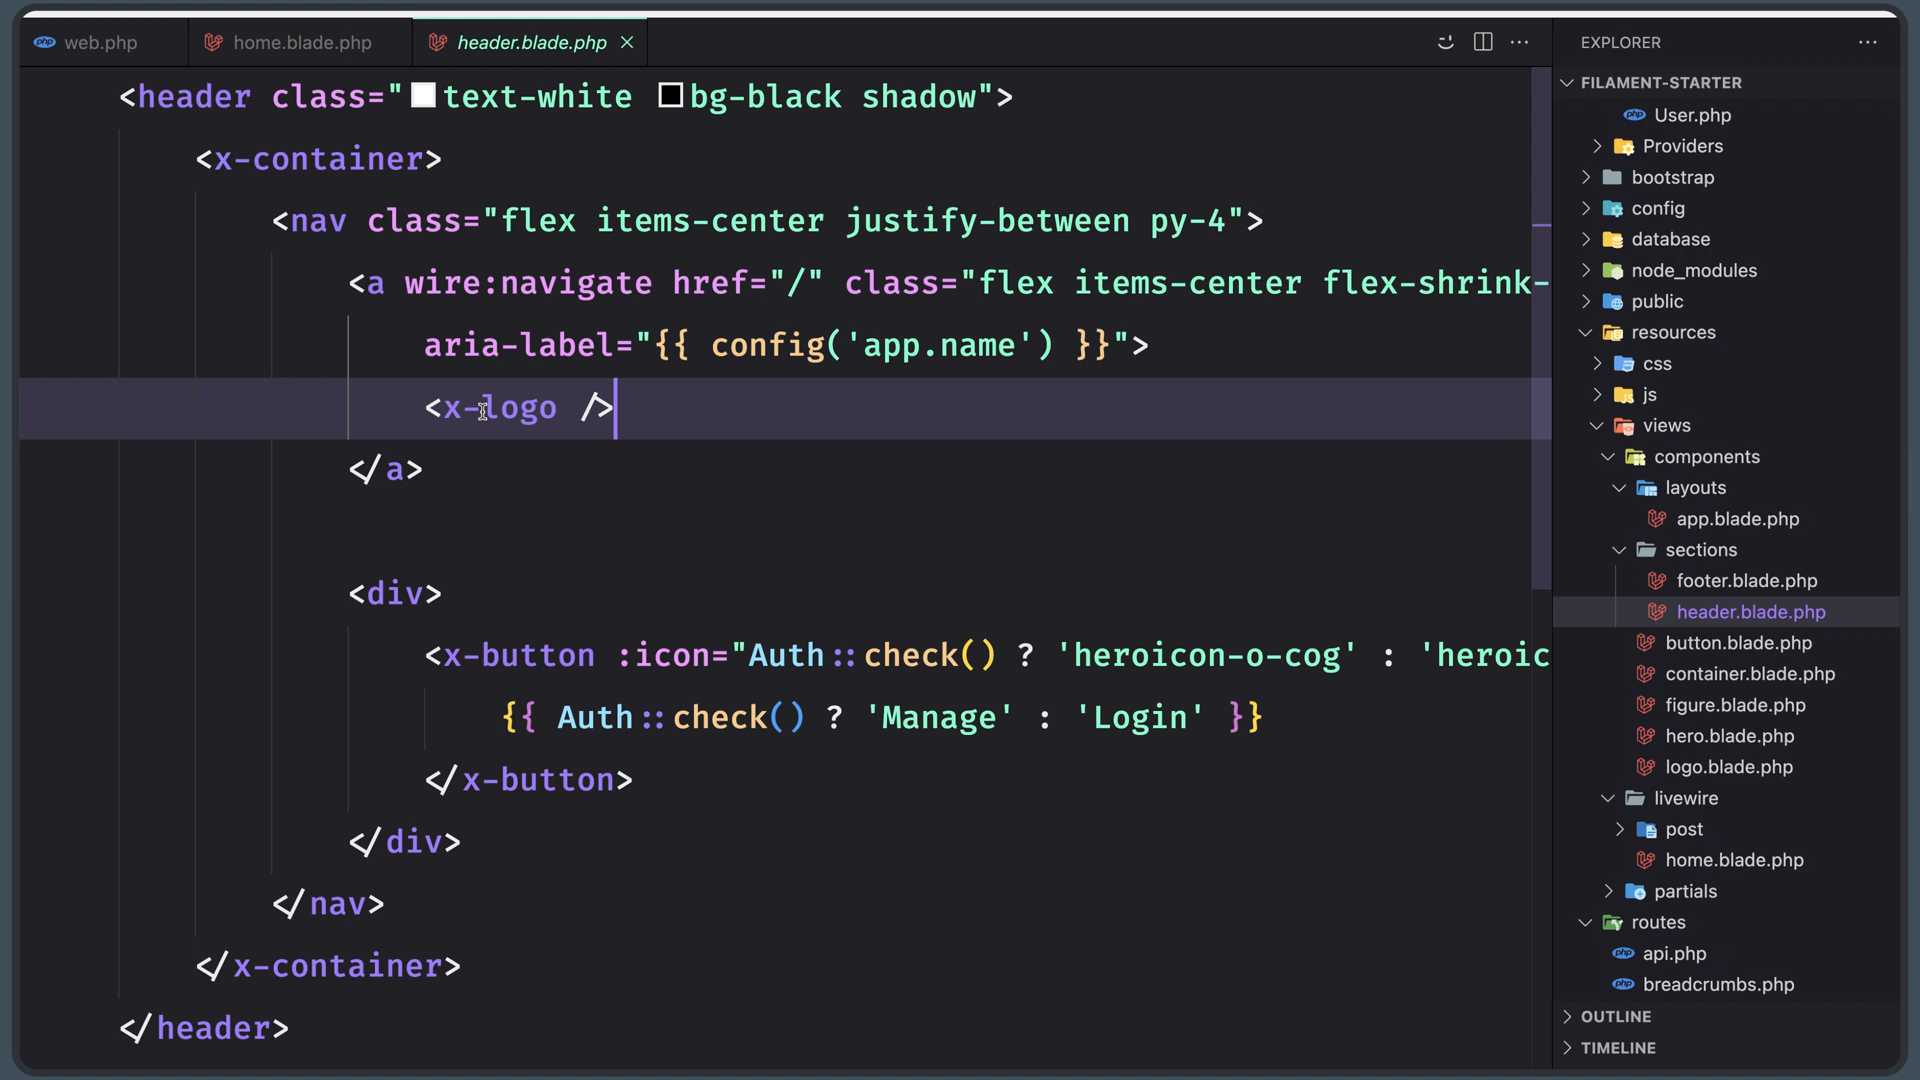 web.php
home.blade.php
header.blade.php
<header class="text-white bg-black shadow">
<x-container>
<nav class="flex items-center justify-between py-4">
<a wire:navigate href="/" class="flex items-center flex-shrink-
aria-label="{{ config('app.name') }}">
<x-logo />
</a>
<div>
<x-button :icon="Auth::check() ? 'heroicon-o-cog' : 'heroic
{{ Auth::check() ? 'Manage' : 'Login' }}
</x-button>
</div>
</nav>
</x-container>
</header>
EXPLORER
FILAMENT-STARTER
User.php
Providers
bootstrap
config
database
node_modules
public
resources
css
js
views
components
layouts
app.blade.php
sections
footer.blade.php
header.blade.php
button.blade.php
container.blade.php
figure.blade.php
hero.blade.php
logo.blade.php
livewire
post
home.blade.php
partials
routes
api.php
breadcrumbs.php
OUTLINE
TIMELINE